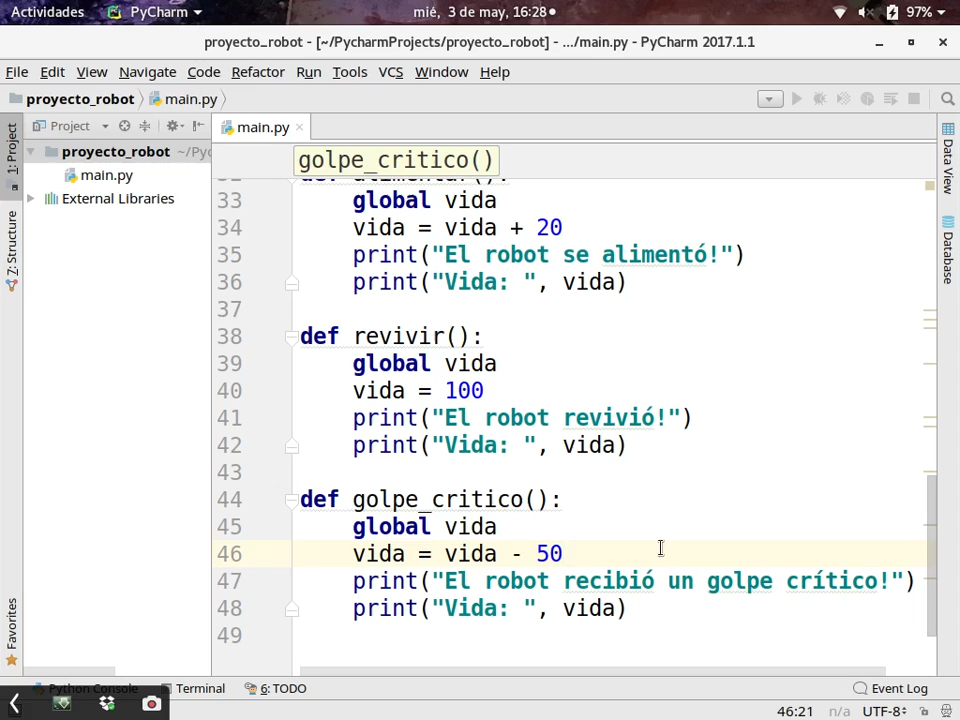 Actividades PyCharm mié, 3 de may, 16:28 97%
proyecto_robot - [~/PycharmProjects/proyecto_robot] - .../main.py - PyCharm 2017.1.1
File Edit View Navigate Code Refactor Run Tools VCS Window Help
proyecto_robot main.py
Project main.py
1: Project
7: Structure
Favorites
proyecto_robot ~/Pyc
main.py
External Libraries
golpe_critico()
33 global vida
34 vida = vida + 20
35 print("El robot se alimentó!")
36 print("Vida: ", vida)
37
38 def revivir():
39 global vida
40 vida = 100
41 print("El robot revivió!")
42 print("Vida: ", vida)
43
44 def golpe_critico():
45 global vida
46 vida = vida - 50
47 print("El robot recibió un golpe crítico!")
48 print("Vida: ", vida)
49
Data View
Database
Python Console Terminal 6: TODO Event Log
46:21 n/a UTF-8